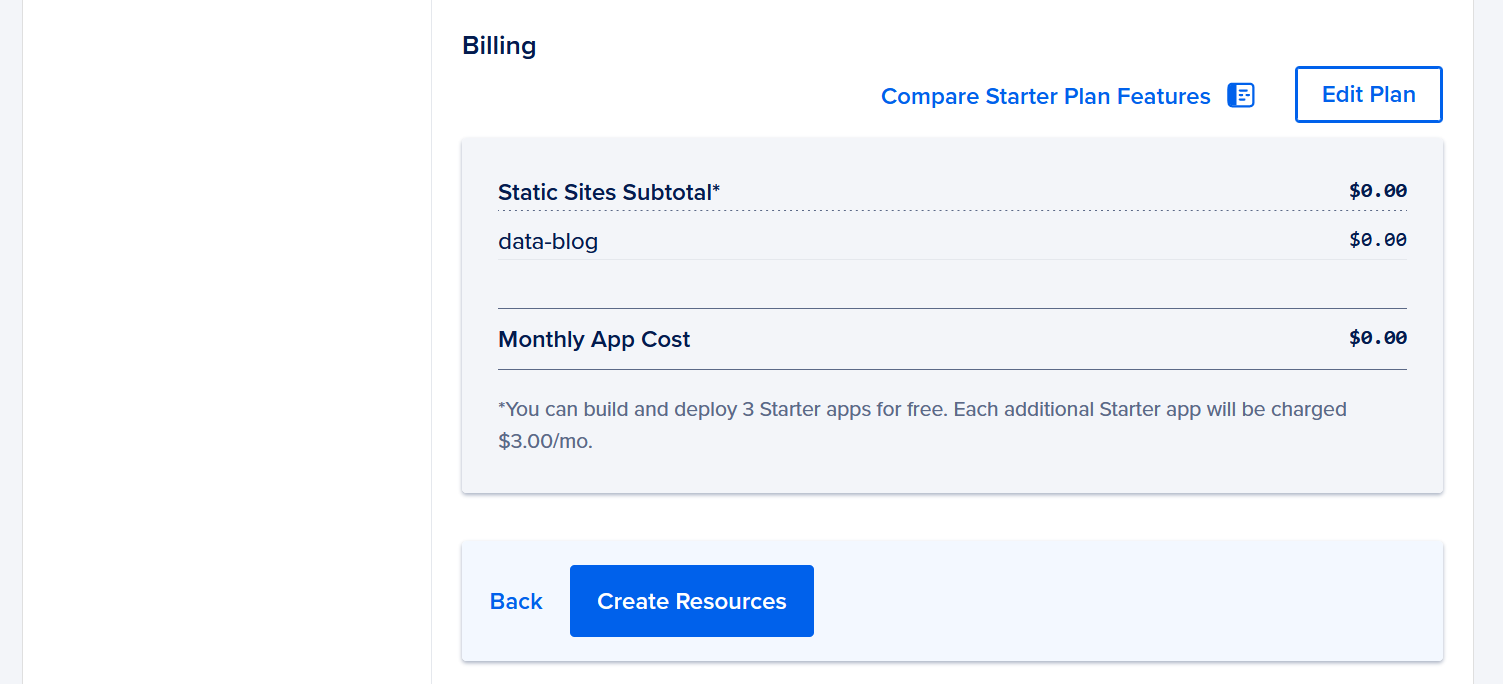 Billing
Compare Starter Plan Features
Edit Plan
Static Sites Subtotal* $0.00
data-blog $0.00
Monthly App Cost $0.00
*You can build and deploy 3 Starter apps for free. Each additional Starter app will be charged
$3.00/mo.
Back
Create Resources